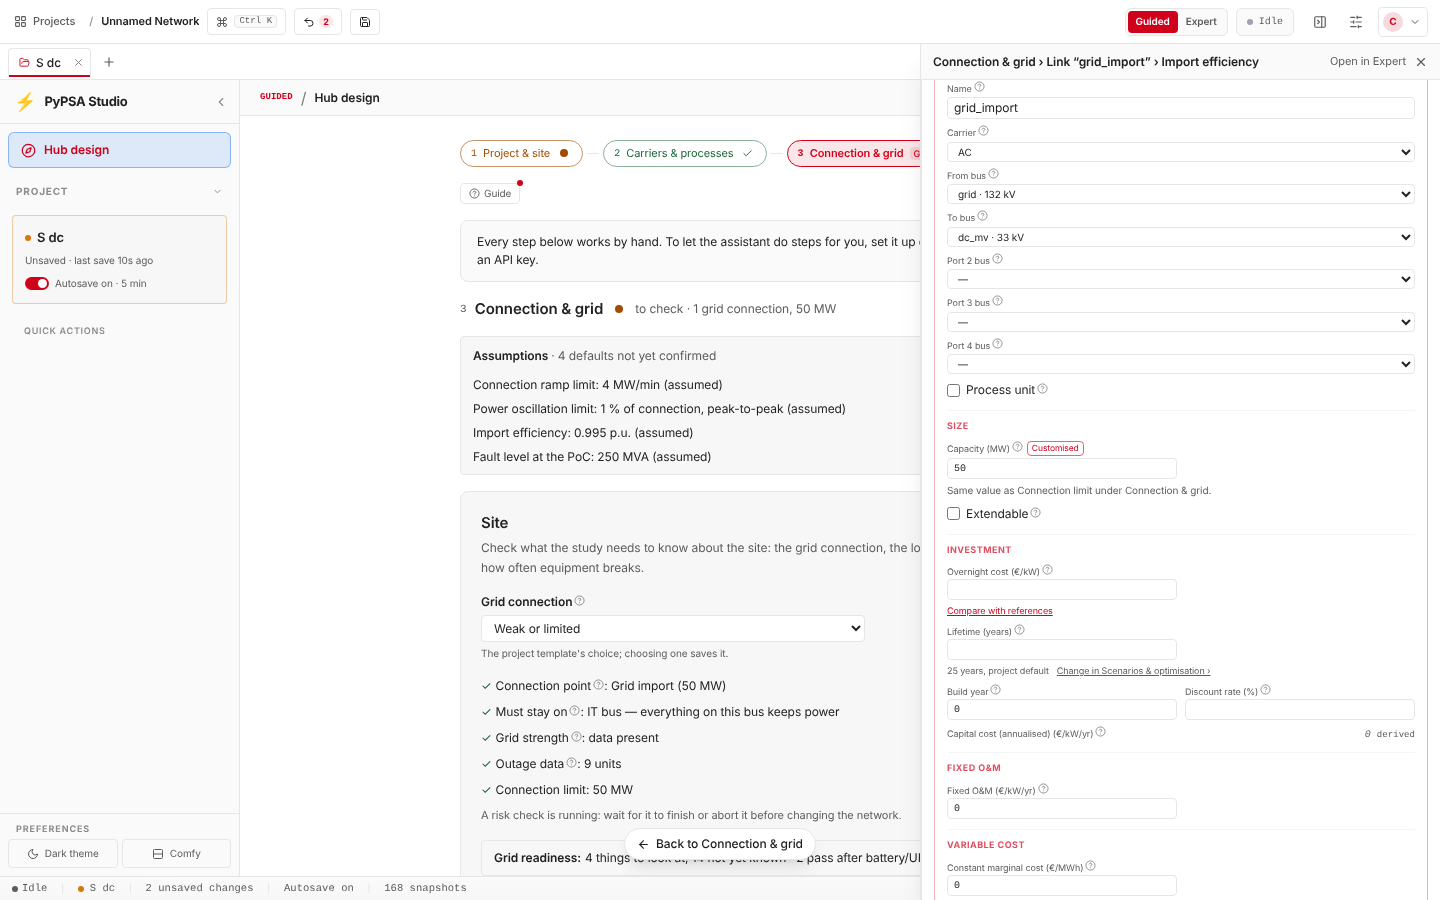 Projects / Unnamed Network Ctrl K 2 Guided Expert Idle C
S dc
Connection & grid › Link “grid_import” › Import efficiency Open in Expert
PyPSA Studio
GUIDED / Hub design
Hub design
PROJECT
S dc
Unsaved · last save 10s ago
Autosave on · 5 min
QUICK ACTIONS
PREFERENCES
Dark theme Comfy
1 Project & site 2 Carriers & processes 3 Connection & grid
Guide
Every step below works by hand. To let the assistant do steps for you, set it up
an API key.
3 Connection & grid to check · 1 grid connection, 50 MW
Assumptions · 4 defaults not yet confirmed
Connection ramp limit: 4 MW/min (assumed)
Power oscillation limit: 1 % of connection, peak-to-peak (assumed)
Import efficiency: 0.995 p.u. (assumed)
Fault level at the PoC: 250 MVA (assumed)
Site
Check what the study needs to know about the site: the grid connection, the lo
how often equipment breaks.
Grid connection
Weak or limited
The project template's choice; choosing one saves it.
✓ Connection point: Grid import (50 MW)
✓ Must stay on: IT bus — everything on this bus keeps power
✓ Grid strength: data present
✓ Outage data: 9 units
✓ Connection limit: 50 MW
A risk check is running: wait for it to finish or abort it before changing the network.
← Back to Connection & grid
Grid readiness: 4 things to look at, 14 not yet known · 2 pass after battery/UI
Name
grid_import
Carrier
AC
From bus
grid · 132 kV
To bus
dc_mv · 33 kV
Port 2 bus
—
Port 3 bus
—
Port 4 bus
—
Process unit
SIZE
Capacity (MW) Customised
50
Same value as Connection limit under Connection & grid.
Extendable
INVESTMENT
Overnight cost (€/kW)
Compare with references
Lifetime (years)
25 years, project default Change in Scenarios & optimisation ›
Build year Discount rate (%)
0
Capital cost (annualised) (€/kW/yr) 0 derived
FIXED O&M
Fixed O&M (€/kW/yr)
0
VARIABLE COST
Constant marginal cost (€/MWh)
0
Idle S dc 2 unsaved changes Autosave on 168 snapshots